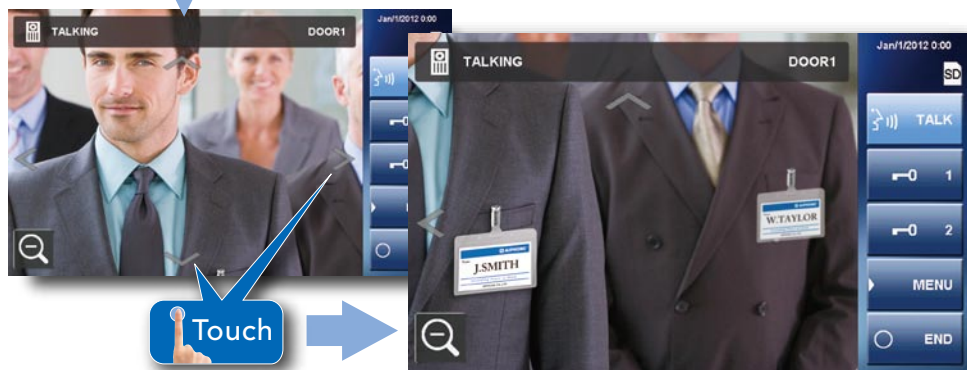 TALKING DOOR1
Jan/1/2012 0:00
Touch
TALKING DOOR1
Jan/1/2012 0:00
SD
TALK
1
2
MENU
END
J.SMITH
W.TAYLOR
AIPHONE